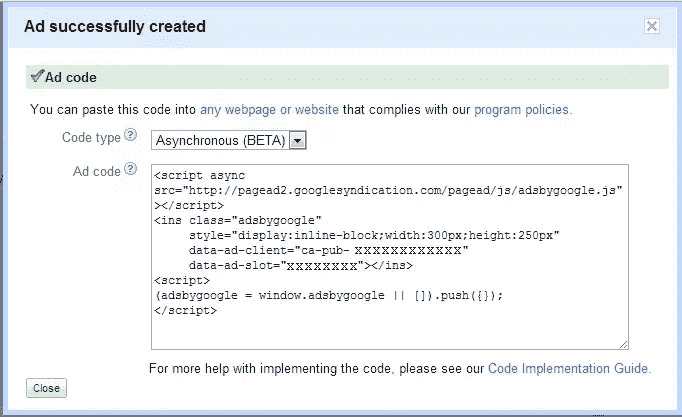 Ad successfully created
Ad code
You can paste this code into any webpage or website that complies with our program policies.
Code type ? Asynchronous (BETA)
Ad code ? <script async
src="http://pagead2.googlesyndication.com/pagead/js/adsbygoogle.js"
></script>
<ins class="adsbygoogle"
style="display:inline-block;width:300px;height:250px"
data-ad-client="ca-pub- XXXXXXXXXXXXX"
data-ad-slot="XXXXXXXX"></ins>
<script>
(adsbygoogle = window.adsbygoogle || []).push({});
</script>
For more help with implementing the code, please see our Code Implementation Guide.
Close